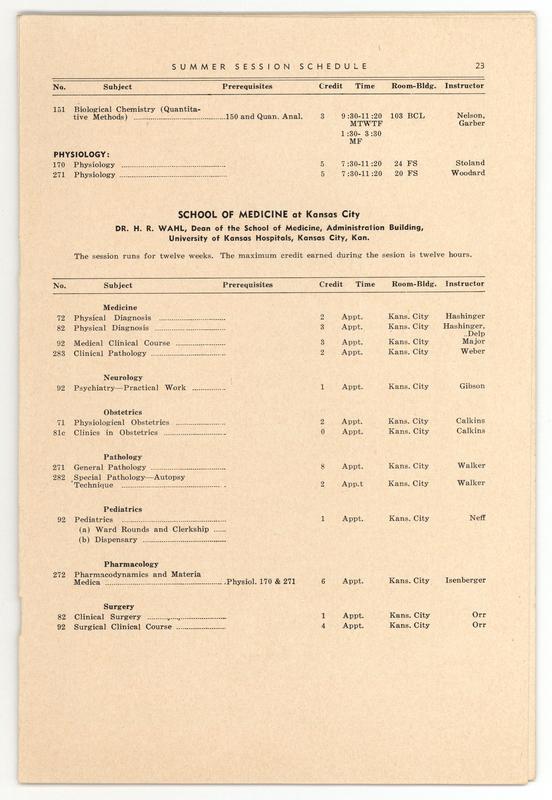 SUMMER SESSION SCHEDULE 23
No. Subject Prerequisites Credit Time Room-Bldg. Instructor
151 Biological Chemistry (Quantita-
tive Methods) ..............................150 and Quan. Anal. 3 9:30-11:20 103 BCL Nelson,
MTWTF Garber
1:30- 3:30
MF
PHYSIOLOGY:
170 Physiology .................................. 5 7:30-11:20 24 FS Stoland
271 Physiology .................................. 5 7:30-11:20 20 FS Woodard
SCHOOL OF MEDICINE at Kansas City
DR. H. R. WAHL, Dean of the School of Medicine, Administration Building,
University of Kansas Hospitals, Kansas City, Kan.
The session runs for twelve weeks. The maximum credit earned during the sesion is twelve hours.
No. Subject Prerequisites Credit Time Room-Bldg. Instructor
Medicine
72 Physical Diagnosis ...................... 2 Appt. Kans. City Hashinger
82 Physical Diagnosis ....................... 3 Appt. Kans. City Hashinger,
Delp
92 Medical Clinical Course ................ 3 Appt. Kans. City Major
283 Clinical Pathology ......................... 2 Appt. Kans. City Weber
Neurology
92 Psychiatry—Practical Work ............ 1 Appt. Kans. City Gibson
Obstetrics
71 Physiological Obstetrics ................ 2 Appt. Kans. City Calkins
81c Clinics in Obstetrics .................... 0 Appt. Kans. City Calkins
Pathology
271 General Pathology ........................ 8 Appt. Kans. City Walker
282 Special Pathology—Autopsy
Technique ................................. . 2 App.t Kans. City Walker
Pediatrics
92 Pediatrics ................................... 1 Appt. Kans. City Neff
(a) Ward Rounds and Clerkship .....
(b) Dispensary ............................
Pharmacology
272 Pharmacodynamics and Materia
Medica .......................................Physiol. 170 & 271 6 Appt. Kans. City Isenberger
Surgery
82 Clinical Surgery .......................... 1 Appt. Kans. City Orr
92 Surgical Clinical Course ................ 4 Appt. Kans. City Orr